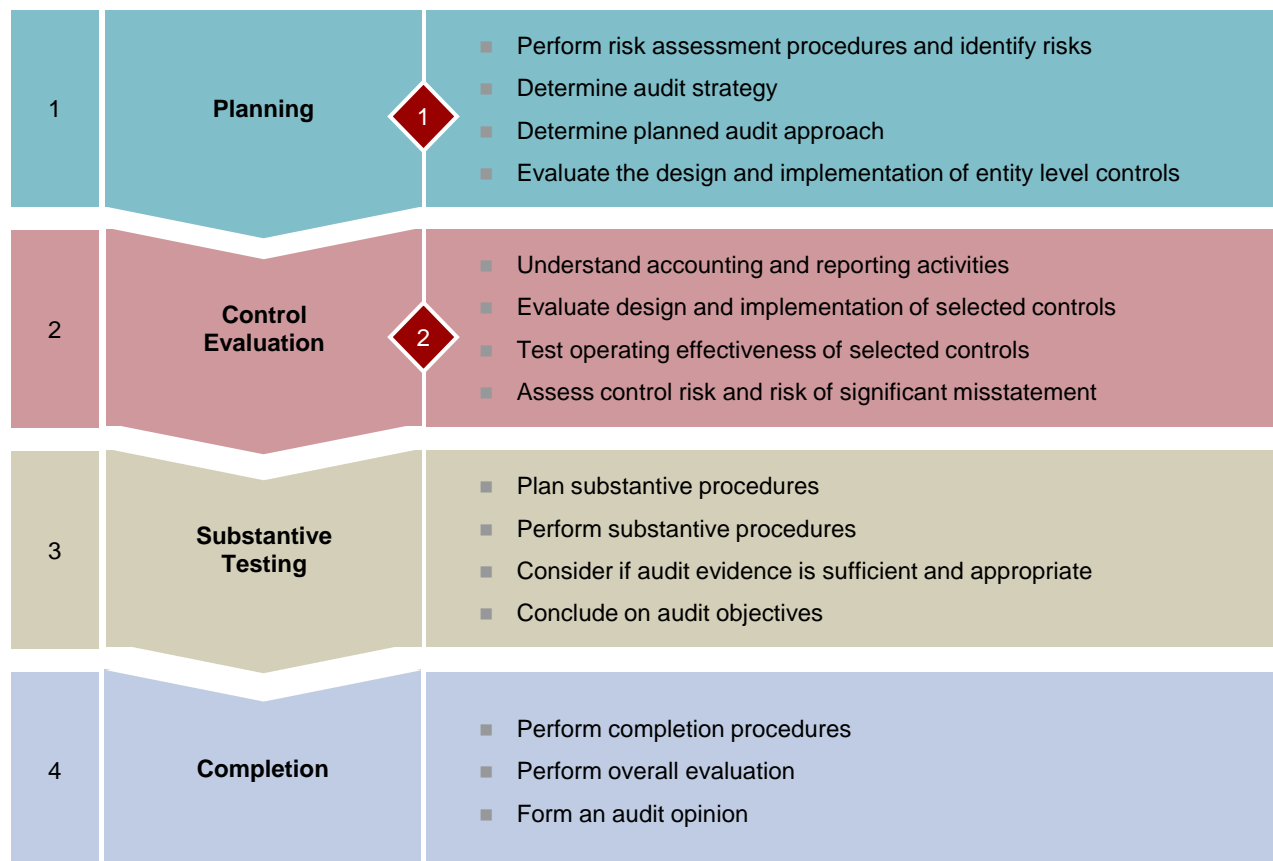 1
Planning
1
Perform risk assessment procedures and identify risks
Determine audit strategy
Determine planned audit approach
Evaluate the design and implementation of entity level controls
2
Control
Evaluation
2
Understand accounting and reporting activities
Evaluate design and implementation of selected controls
Test operating effectiveness of selected controls
Assess control risk and risk of significant misstatement
3
Substantive
Testing
Plan substantive procedures
Perform substantive procedures
Consider if audit evidence is sufficient and appropriate
Conclude on audit objectives
4
Completion
Perform completion procedures
Perform overall evaluation
Form an audit opinion